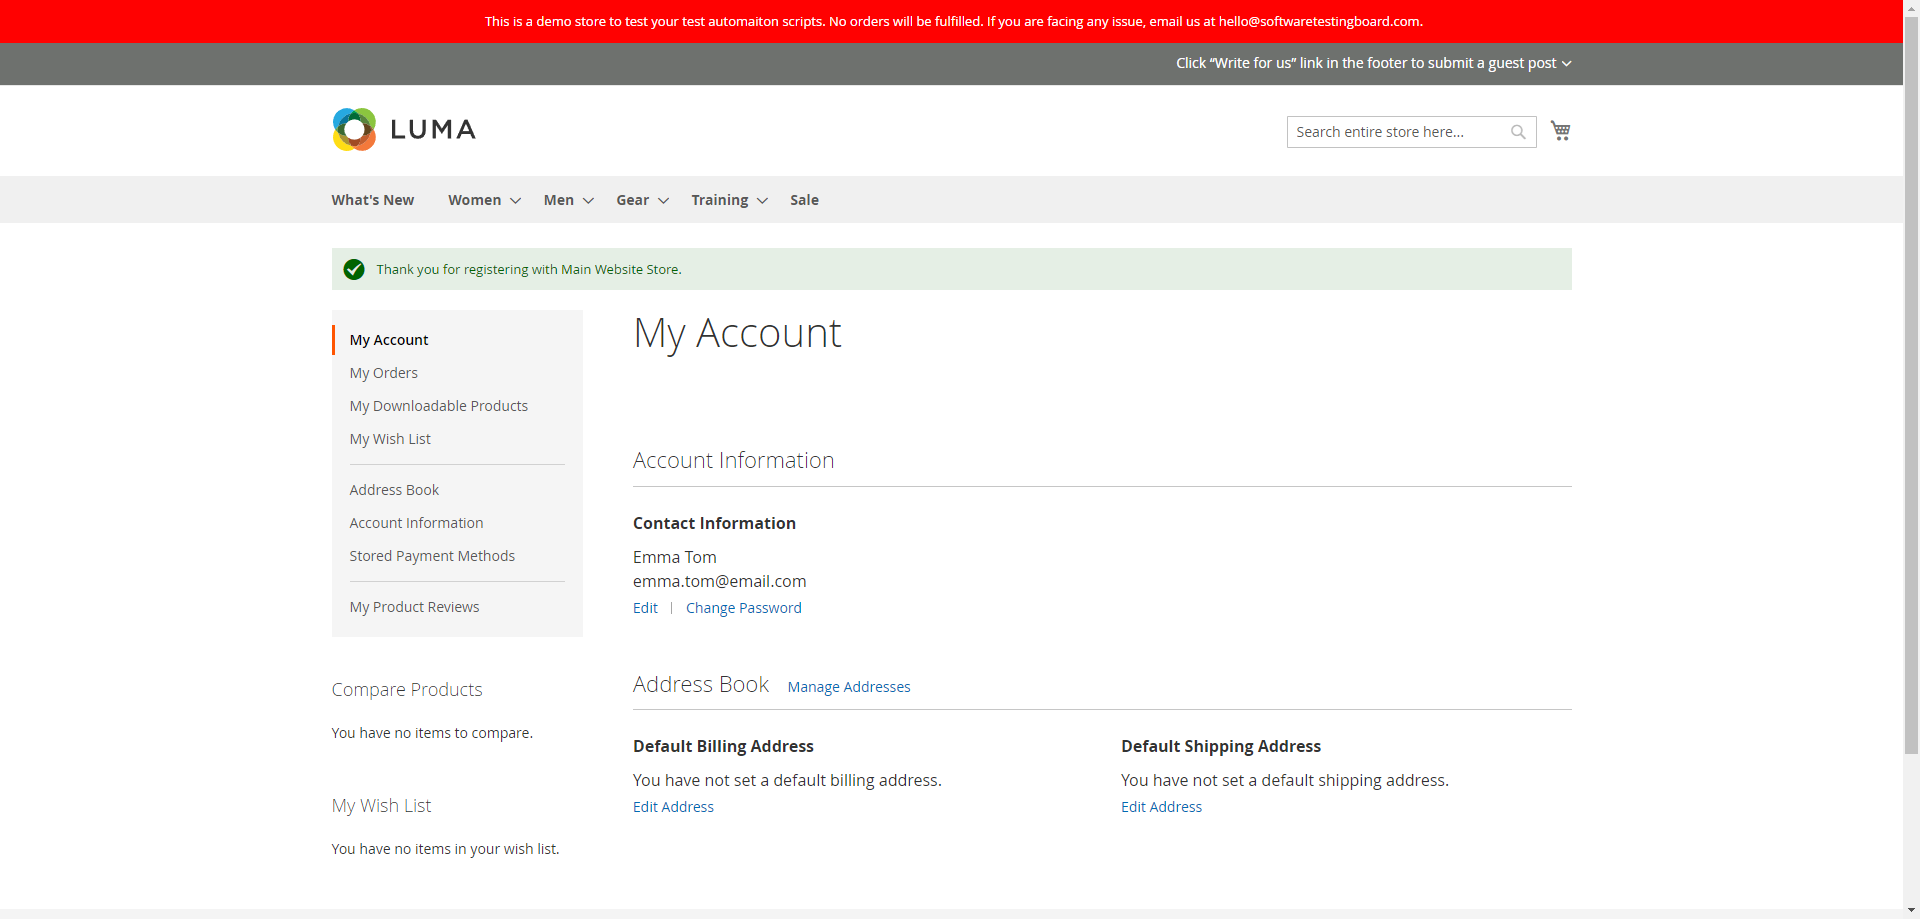 This is a demo store to test your test automaiton scripts. No orders will be fulfilled. If you are facing any issue, email us at hello@softwaretestingboard.com.
Click “Write for us” link in the footer to submit a guest post
LUMA
Search entire store here...
What's New Women Men Gear Training Sale
Thank you for registering with Main Website Store.
My Account
My Orders
My Downloadable Products
My Wish List
Address Book
Account Information
Stored Payment Methods
My Product Reviews
Compare Products
You have no items to compare.
My Wish List
You have no items in your wish list.
My Account
Account Information
Contact Information
Emma Tom
emma.tom@email.com
Edit | Change Password
Address Book Manage Addresses
Default Billing Address
You have not set a default billing address.
Edit Address
Default Shipping Address
You have not set a default shipping address.
Edit Address